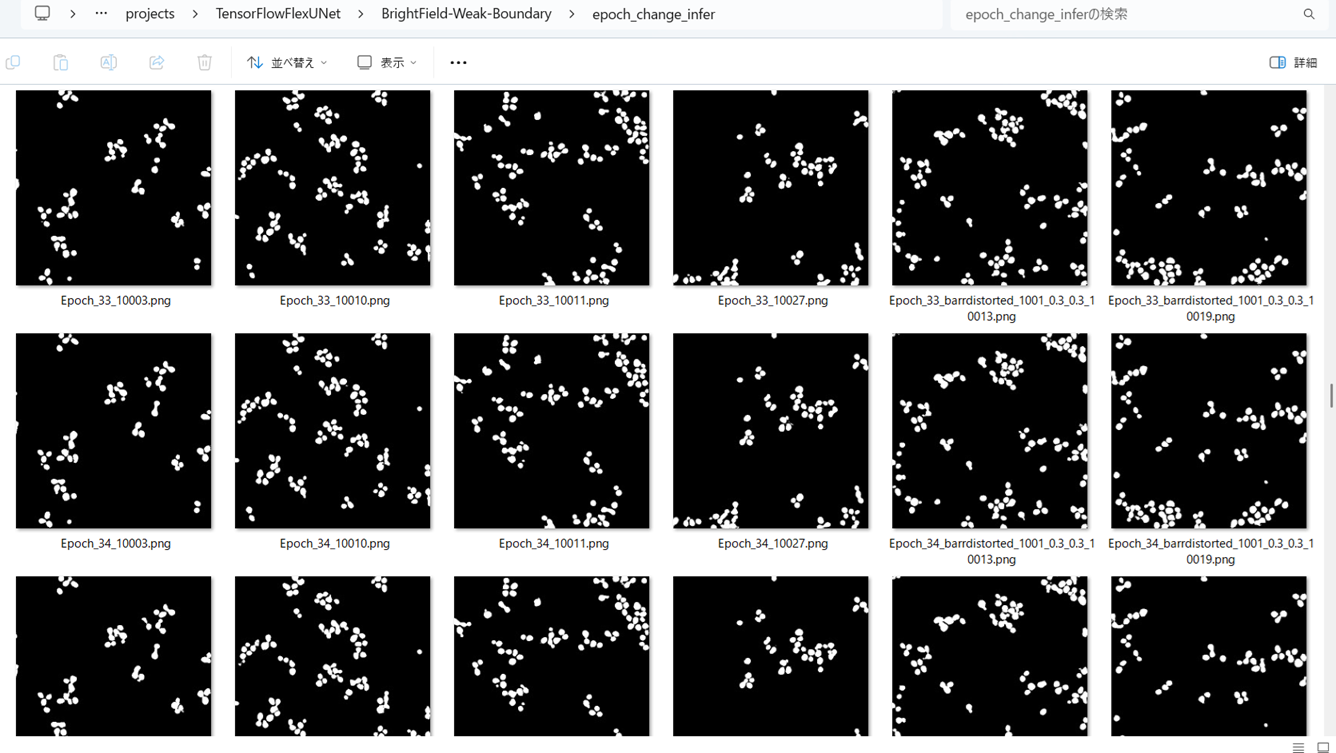 projects > TensorFlowFlexUNet > BrightField-Weak-Boundary > epoch_change_infer
epoch_change_inferの検索
並べ替え
表示
詳細
Epoch_33_10003.png
Epoch_33_10010.png
Epoch_33_10011.png
Epoch_33_10027.png
Epoch_33_barrdistorted_1001_0.3_0.3_1
0013.png
Epoch_33_barrdistorted_1001_0.3_0.3_1
0019.png
Epoch_34_10003.png
Epoch_34_10010.png
Epoch_34_10011.png
Epoch_34_10027.png
Epoch_34_barrdistorted_1001_0.3_0.3_1
0013.png
Epoch_34_barrdistorted_1001_0.3_0.3_1
0019.png